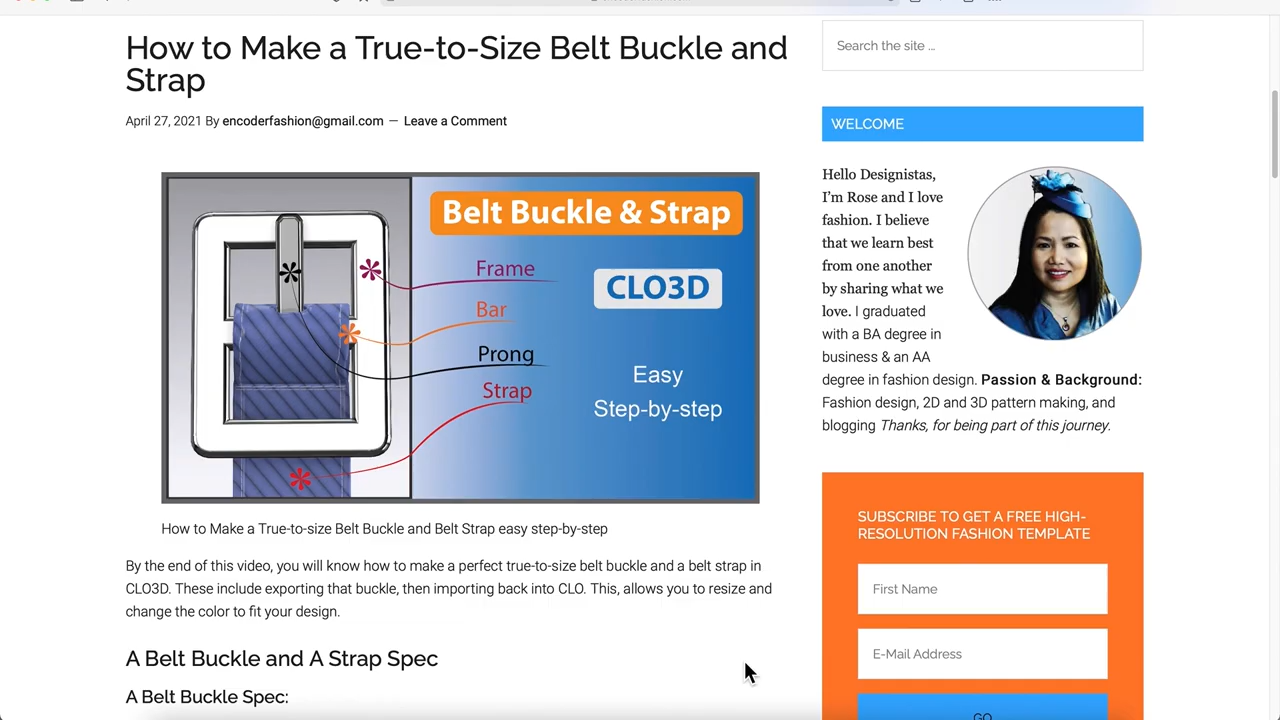 How to Make a True-to-Size Belt Buckle and
Strap
April 27, 2021 By encoderfashion@gmail.com — Leave a Comment
Belt Buckle & Strap
Frame
CLO3D
Bar
Prong
Easy
Strap
Step-by-step
How to Make a True-to-size Belt Buckle and Belt Strap easy step-by-step
By the end of this video, you will know how to make a perfect true-to-size belt buckle and a belt strap in
CLO3D. These include exporting that buckle, then importing back into CLO. This, allows you to resize and
change the color to fit your design.
A Belt Buckle and A Strap Spec
A Belt Buckle Spec:
Search the site ...
WELCOME
Hello Designistas,
I'm Rose and I love
fashion. I believe
that we learn best
from one another
by sharing what we
love. I graduated
with a BA degree in
business & an AA
degree in fashion design. Passion & Background:
Fashion design, 2D and 3D pattern making, and
blogging Thanks, for being part of this journey.
SUBSCRIBE TO GET A FREE HIGH-
RESOLUTION FASHION TEMPLATE
First Name
E-Mail Address
GO